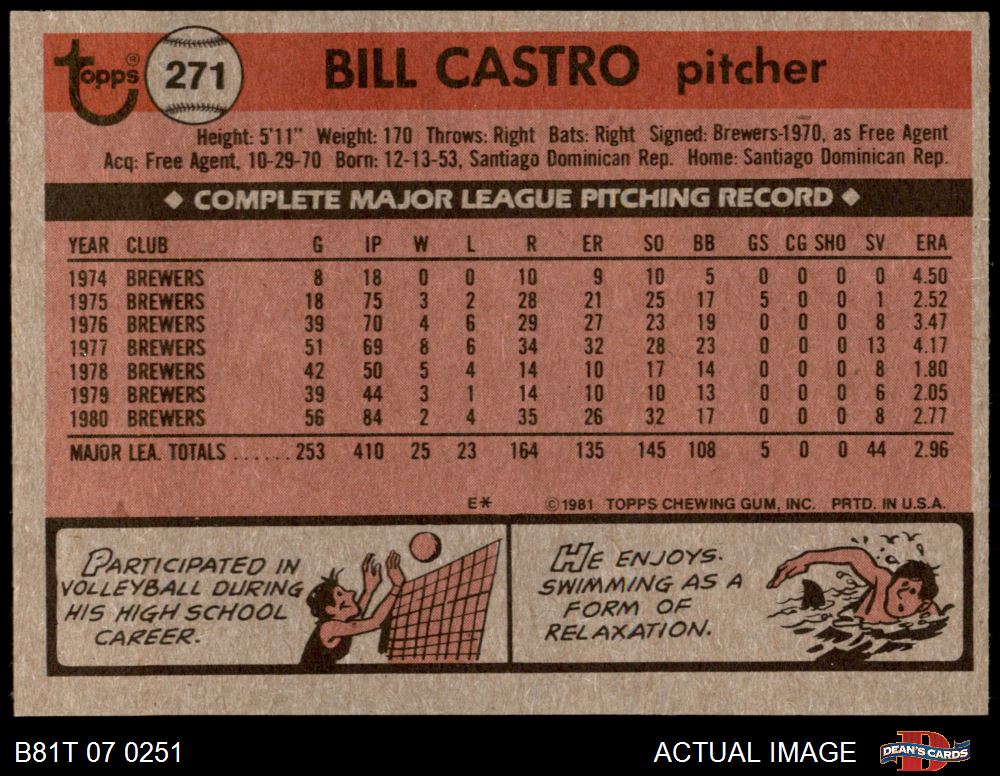 Topps® 271 BILL CASTRO pitcher
Height: 5'11" Weight: 170 Throws: Right Bats: Right Signed: Brewers-1970, as Free Agent
Acq: Free Agent, 10-29-70 Born: 12-13-53, Santiago Dominican Rep. Home: Santiago Dominican Rep.
◆ COMPLETE MAJOR LEAGUE PITCHING RECORD ◆
YEAR CLUB G IP W L R ER SO BB GS CG SHO SV ERA
1974 BREWERS 8 18 0 0 10 9 10 5 0 0 0 0 4.50
1975 BREWERS 18 75 3 2 28 21 25 17 5 0 0 1 2.52
1976 BREWERS 39 70 4 6 29 27 23 19 0 0 0 8 3.47
1977 BREWERS 51 69 8 6 34 32 28 23 0 0 0 13 4.17
1978 BREWERS 42 50 5 4 14 10 17 14 0 0 0 8 1.80
1979 BREWERS 39 44 3 1 14 10 10 13 0 0 0 6 2.05
1980 BREWERS 56 84 2 4 35 26 32 17 0 0 0 8 2.77
MAJOR LEA. TOTALS ...... 253 410 25 23 164 135 145 108 5 0 0 44 2.96
E* ©1981 TOPPS CHEWING GUM, INC. PRTD. IN U.S.A.
PARTICIPATED IN
VOLLEYBALL DURING
HIS HIGH SCHOOL
CAREER.
HE ENJOYS
SWIMMING AS A
FORM OF
RELAXATION.
B81T 07 0251 ACTUAL IMAGE DEAN'S CARDS